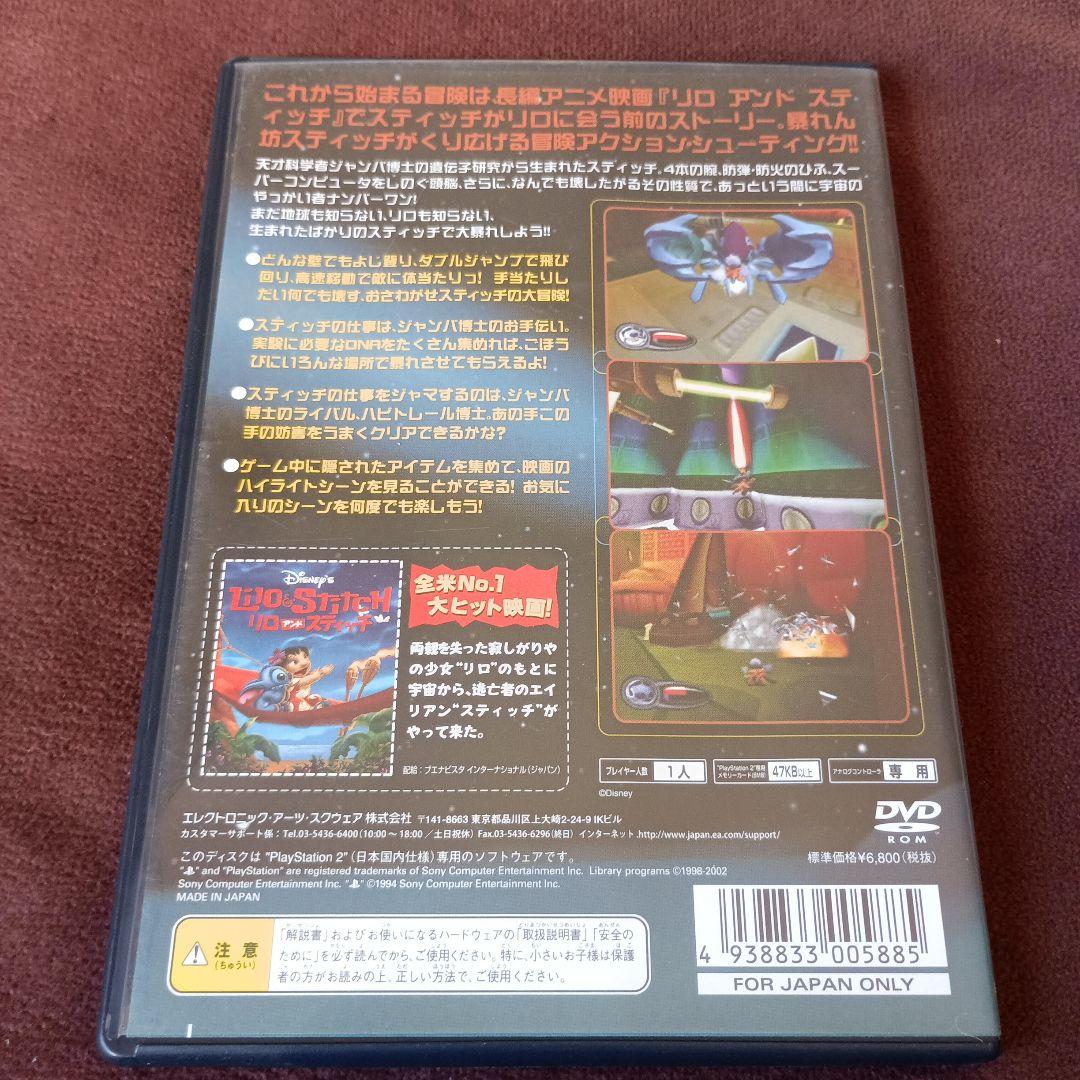 これから始まる冒険は、長編アニメ映画『リロ アンド ステ
ィッチ』でスティッチがリロに会う前のストーリー。暴れん
坊スティッチがくり広げる冒険アクション・シューティング!!
天才科学者ジャンバ博士の遺伝子研究から生まれたスティッチ。4本の腕、防弾・防火のひふ、スー
パーコンピュータをしのぐ頭脳、さらに、なんでも壊したがるその性質で、あっという間に宇宙の
やっかい者ナンバーワン!
まだ地球も知らない、リロも知らない、
生まれたばかりのスティッチで大暴れしよう!!
●どんな壁でもよじ登り、ダブルジャンプで飛び
回り、高速移動で敵に体当たりっ! 手当たりし
だい何でも壊す、おさわがせスティッチの大冒険!
●スティッチの仕事は、ジャンバ博士のお手伝い。
実験に必要なDNAをたくさん集めれば、ごほう
びにいろんな場所で暴れさせてもらえるよ!
●スティッチの仕事をジャマするのは、ジャンバ
博士のライバル、ハビトレール博士。あの手この
手の妨害をうまくクリアできるかな?
●ゲーム中に隠されたアイテムを集めて、映画の
ハイライトシーンを見ることができる! お気に
入りのシーンを何度でも楽しもう!
DISNEY'S
LILO & STITCH
リロ アンド スティッチ
全米No.1
大ヒット映画!
両親を失った寂しがりや
の少女"リロ"のもとに
宇宙から、逃亡者のエイ
リアン"スティッチ"が
やって来た。
配給:ブエナビスタ インターナショナル(ジャパン)
プレイヤー人数 1人
"PlayStation 2"専用
メモリーカード(8MB) 47KB以上
アナログコントローラ 専用
©Disney
エレクトロニック・アーツ・スクウェア 株式会社 〒141-8663 東京都品川区上大崎2-24-9 IKビル
カスタマーサポート係:Tel.03-5436-6400(10:00〜18:00/土日祝休) Fax.03-5436-6296(終日) インターネット.http://www.japan.ea.com/support/
DVD
ROM
このディスクは "PlayStation 2"(日本国内仕様)専用のソフトウェアです。
標準価格¥6,800(税抜)
" " and "PlayStation" are registered trademarks of Sony Computer Entertainment Inc. Library programs ©1998-2002
Sony Computer Entertainment Inc. " " ©1994 Sony Computer Entertainment Inc.
MADE IN JAPAN
注意
(ちゅうい)
「解説書」およびお使いになるハードウェアの「取扱説明書」「安全の
ために」を必ず読んでから、ご使用ください。特に、小さいお子様は保護
者の方がお読みの上、正しい方法で、ご使用ください。
4 938833 005885
FOR JAPAN ONLY